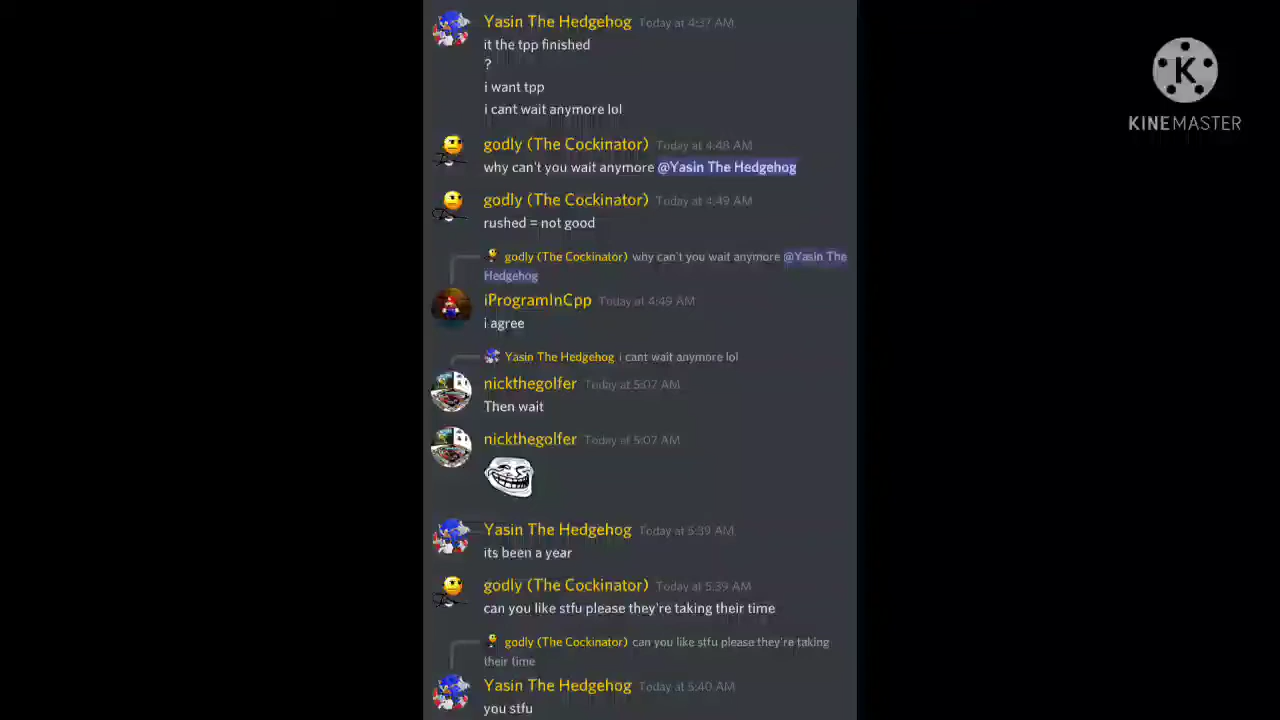 Yasin The Hedgehog Today at 4:37 AM
it the tpp finished
?
i want tpp
i cant wait anymore lol
godly (The Cockinator) Today at 4:48 AM
why can't you wait anymore @Yasin The Hedgehog
godly (The Cockinator) Today at 4:49 AM
rushed = not good
godly (The Cockinator) why can't you wait anymore @Yasin The
Hedgehog
iProgramInCpp Today at 4:49 AM
i agree
Yasin The Hedgehog i cant wait anymore lol
nickthegolfer Today at 5:07 AM
Then wait
nickthegolfer Today at 5:07 AM
Yasin The Hedgehog Today at 5:39 AM
its been a year
godly (The Cockinator) Today at 5:39 AM
can you like stfu please they're taking their time
godly (The Cockinator) can you like stfu please they're taking
their time
Yasin The Hedgehog Today at 5:40 AM
you stfu
K
KINEMASTER